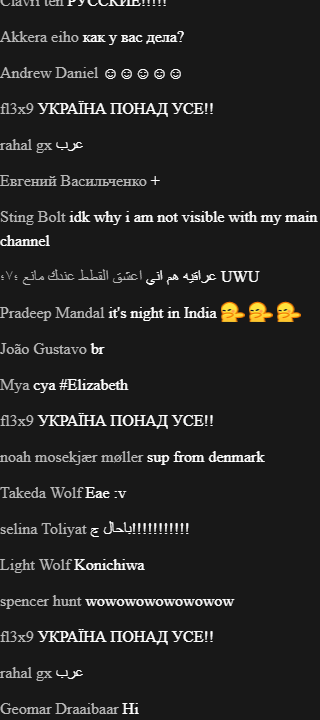 Clavri ten РУССКИЕ!!!!!
Akkera eiho как у вас дела?
Andrew Daniel ☺☺☺☺☺
fl3x9 УКРАЇНА ПОНАД УСЕ!!
rahal gx عرب
Евгений Васильченко +
Sting Bolt idk why i am not visible with my main
channel
اعشق القطط عندك مانع ؛٧؛ عراقيه هم اني UWU
Pradeep Mandal it's night in India
João Gustavo br
Mya cya #Elizabeth
fl3x9 УКРАЇНА ПОНАД УСЕ!!
noah mosekjær møller sup from denmark
Takeda Wolf Eae :v
selina Toliyat باحال ج!!!!!!!!!!!
Light Wolf Konichiwa
spencer hunt wowowowowowowow
fl3x9 УКРАЇНА ПОНАД УСЕ!!
rahal gx عرب
Geomar Draaibaar Hi